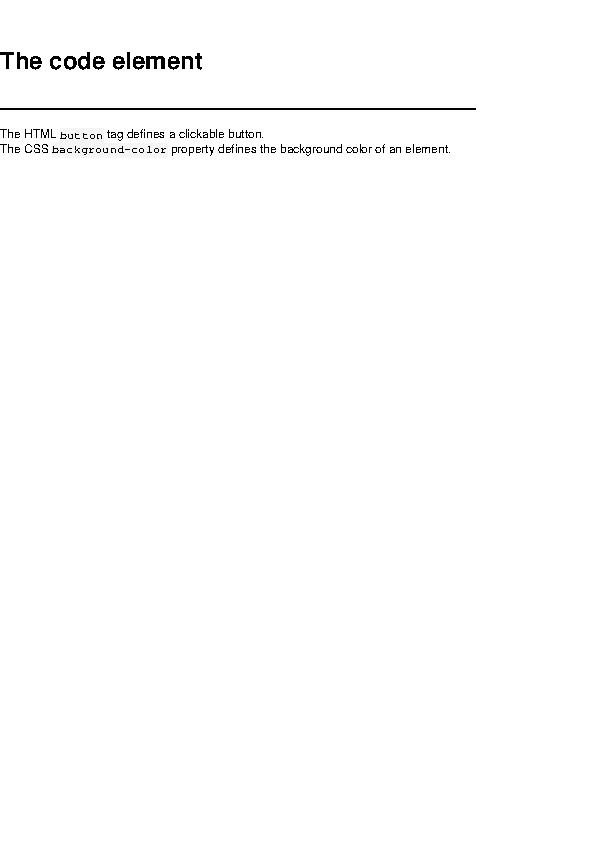 The code element
The HTML button tag defines a clickable button.
The CSS background-color property defines the background color of an element.